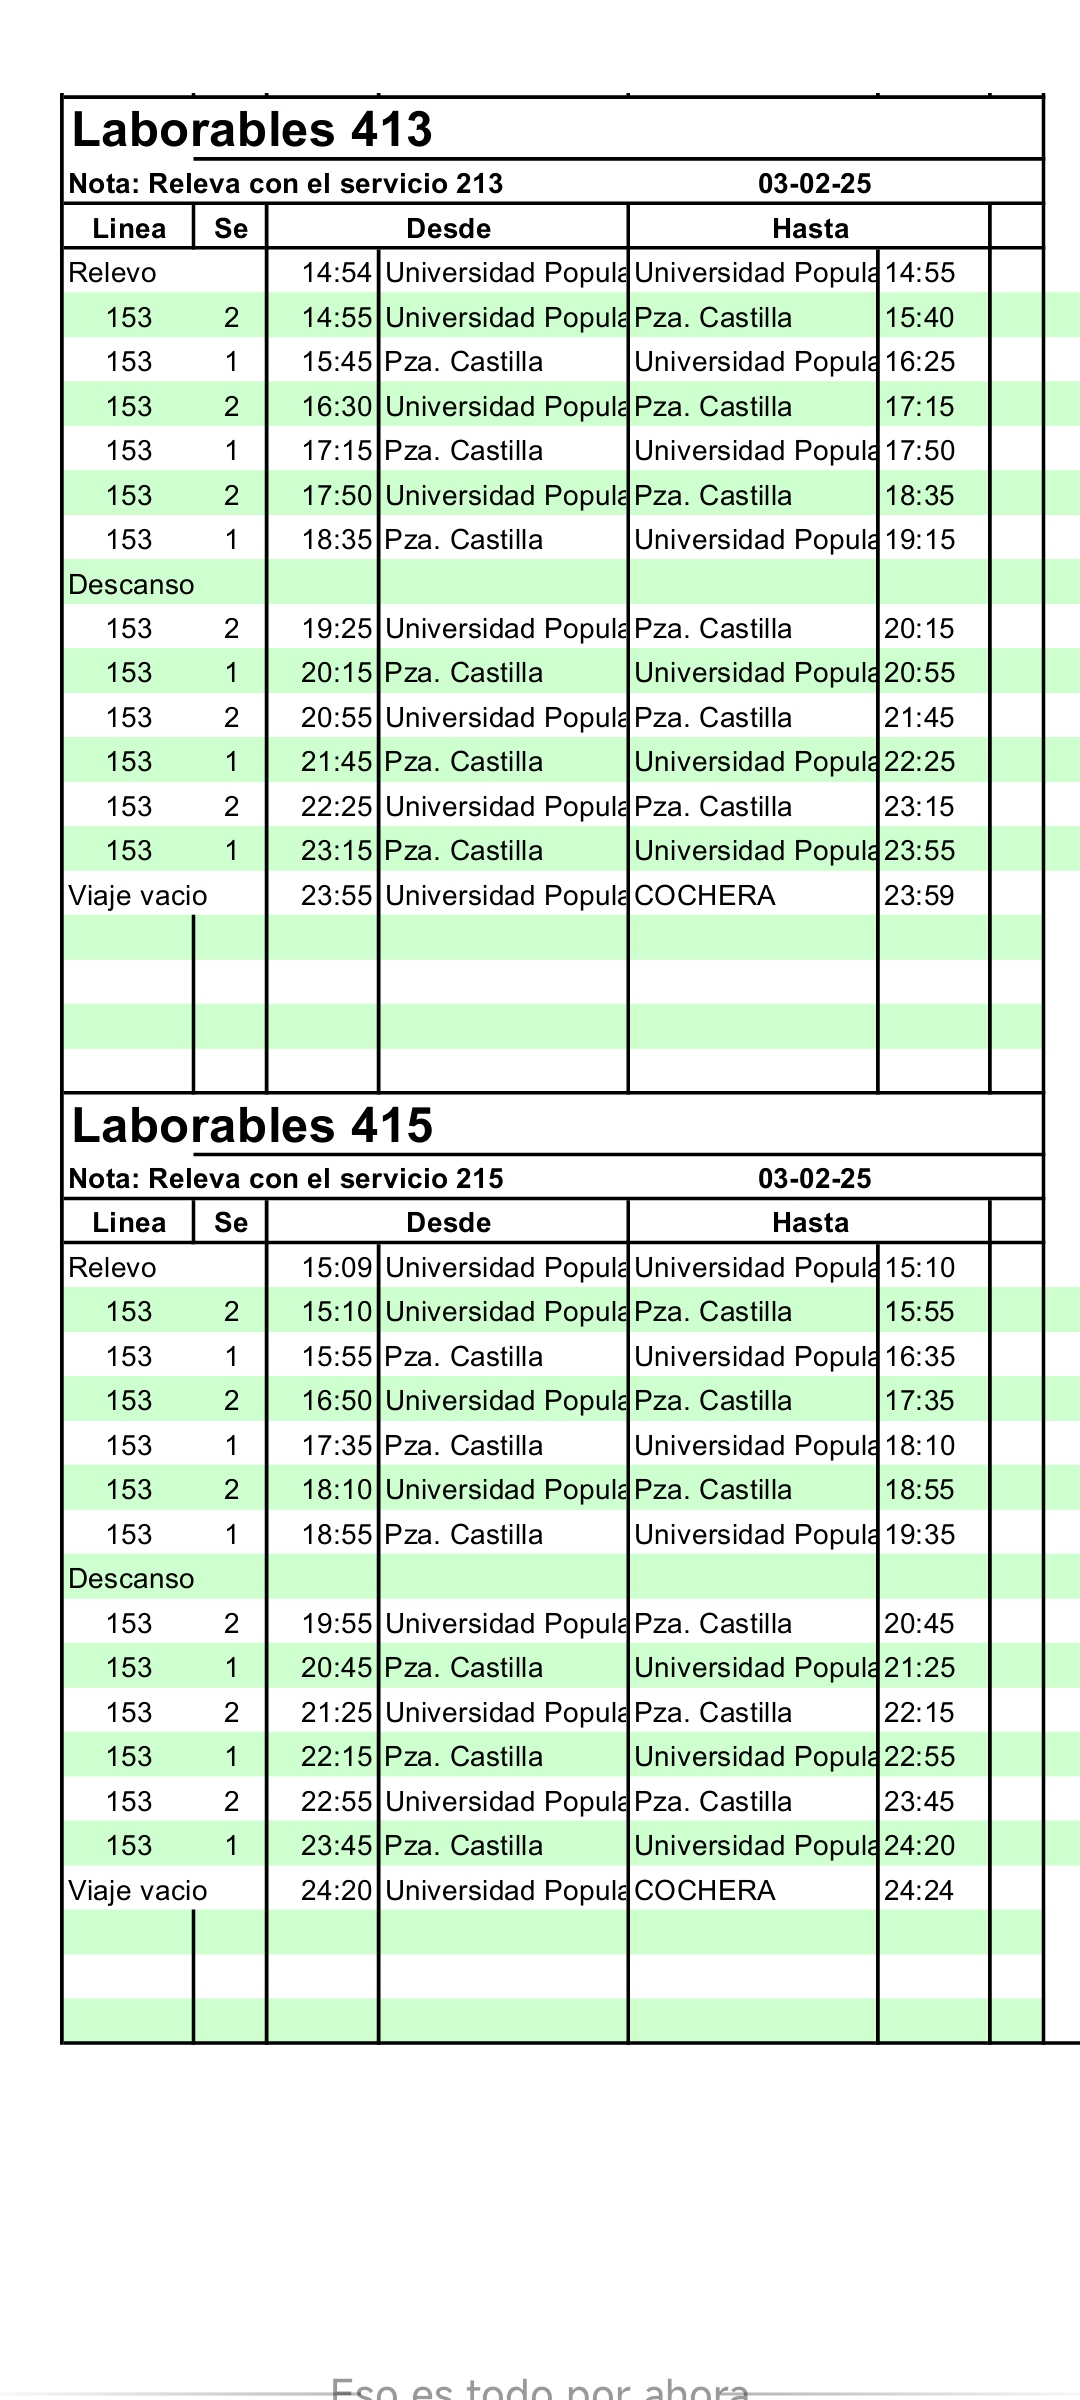 Laborables 413
Nota: Releva con el servicio 213 03-02-25
Linea Se Desde Hasta
Relevo 14:54 Universidad Popula Universidad Popula 14:55
153 2 14:55 Universidad Popula Pza. Castilla 15:40
153 1 15:45 Pza. Castilla Universidad Popula 16:25
153 2 16:30 Universidad Popula Pza. Castilla 17:15
153 1 17:15 Pza. Castilla Universidad Popula 17:50
153 2 17:50 Universidad Popula Pza. Castilla 18:35
153 1 18:35 Pza. Castilla Universidad Popula 19:15
Descanso
153 2 19:25 Universidad Popula Pza. Castilla 20:15
153 1 20:15 Pza. Castilla Universidad Popula 20:55
153 2 20:55 Universidad Popula Pza. Castilla 21:45
153 1 21:45 Pza. Castilla Universidad Popula 22:25
153 2 22:25 Universidad Popula Pza. Castilla 23:15
153 1 23:15 Pza. Castilla Universidad Popula 23:55
Viaje vacio 23:55 Universidad Popula COCHERA 23:59
Laborables 415
Nota: Releva con el servicio 215 03-02-25
Linea Se Desde Hasta
Relevo 15:09 Universidad Popula Universidad Popula 15:10
153 2 15:10 Universidad Popula Pza. Castilla 15:55
153 1 15:55 Pza. Castilla Universidad Popula 16:35
153 2 16:50 Universidad Popula Pza. Castilla 17:35
153 1 17:35 Pza. Castilla Universidad Popula 18:10
153 2 18:10 Universidad Popula Pza. Castilla 18:55
153 1 18:55 Pza. Castilla Universidad Popula 19:35
Descanso
153 2 19:55 Universidad Popula Pza. Castilla 20:45
153 1 20:45 Pza. Castilla Universidad Popula 21:25
153 2 21:25 Universidad Popula Pza. Castilla 22:15
153 1 22:15 Pza. Castilla Universidad Popula 22:55
153 2 22:55 Universidad Popula Pza. Castilla 23:45
153 1 23:45 Pza. Castilla Universidad Popula 24:20
Viaje vacio 24:20 Universidad Popula COCHERA 24:24
Eso es todo por ahora